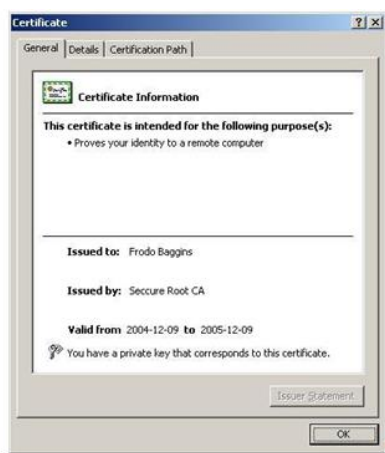 Certificate
General
Details
Certification Path
Certificate Information
This certificate is intended for the following purpose(s):
• Proves your identity to a remote computer
Issued to: Frodo Baggins
Issued by: Seccure Root CA
Valid from 2004-12-09 to 2005-12-09
You have a private key that corresponds to this certificate.
Issuer Statement
OK